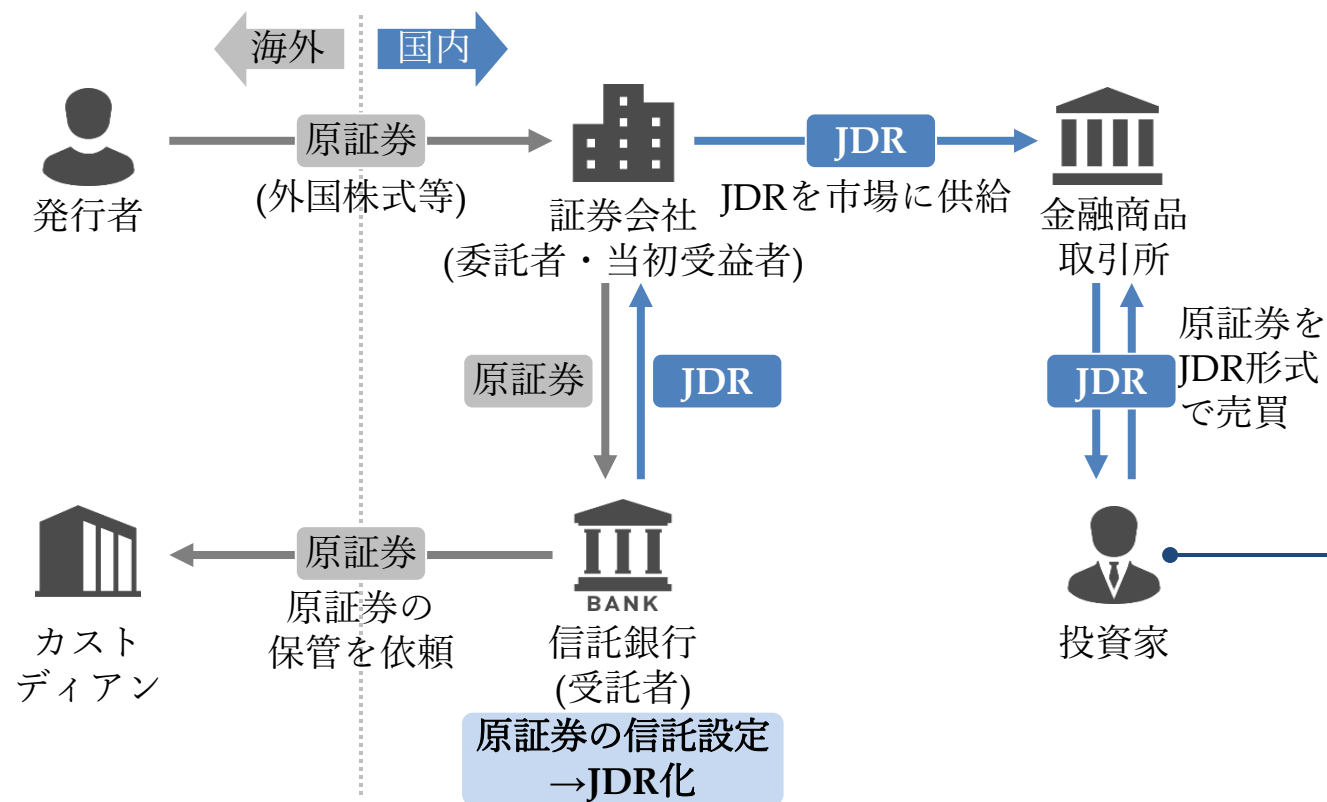 海外
国内
原証券
(外国株式等)
発行者
証券会社
(委託者・当初受益者)
JDR
JDRを市場に供給
金融商品
取引所
原証券
JDR
JDR
原証券を
JDR形式
で売買
原証券
原証券の
保管を依頼
カスト
ディアン
BANK
信託銀行
(受託者)
原証券の信託設定
→JDR化
投資家